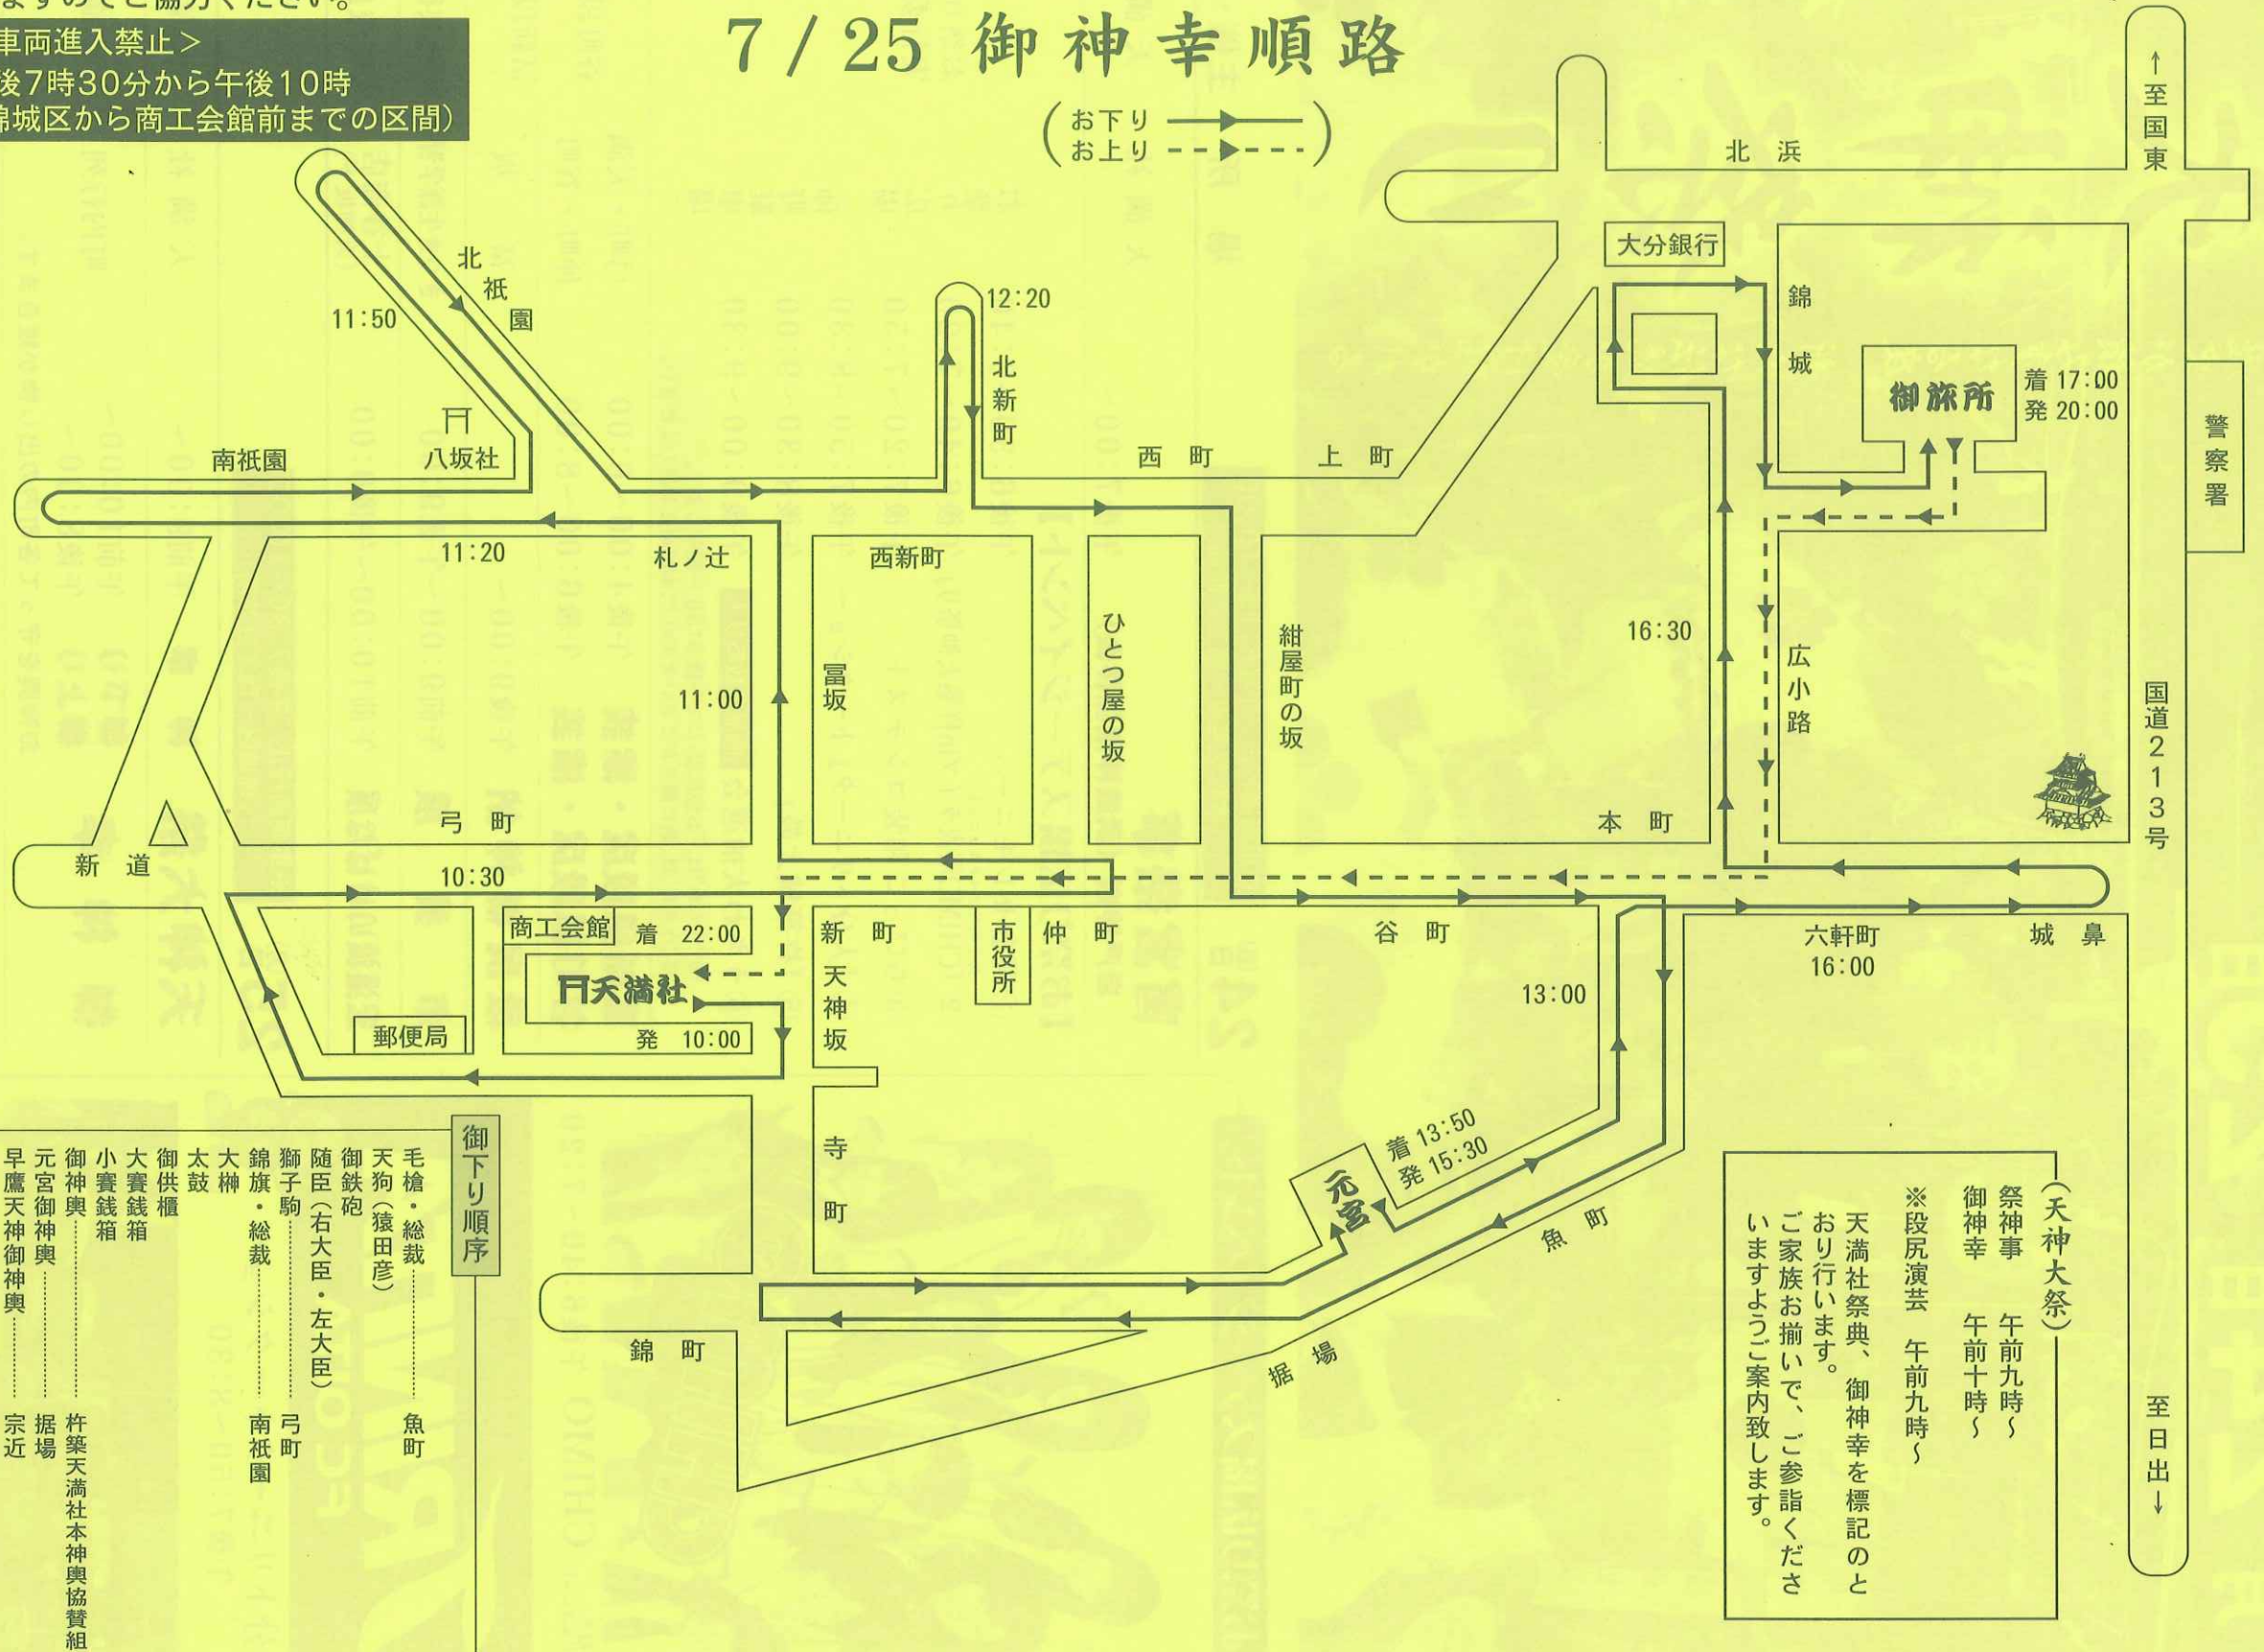 ますのでご協力ください。
車両進入禁止＞
後7時30分から午後10時
錦城区から商工会館前までの区間）
7/25 御神幸順路
お下り
お上り
↑至国東
北浜
大分銀行
錦城
御旅所
着 17:00
発 20:00
警察署
北祇園
11:50
12:20
北新町
八坂社
南祇園
西町
上町
11:20
札ノ辻
西新町
11:00
冨坂
ひとつ屋の坂
紺屋町の坂
16:30
広小路
国道213号
弓町
本町
新道
10:30
商工会館
着 22:00
天満社
発 10:00
郵便局
新町
天神坂
市役所
仲町
谷町
13:00
六軒町
16:00
城鼻
寺町
元宮
着 13:50
発 15:30
魚町
錦町
据場
至日出↓
（天神大祭）
祭神事 午前九時～
御神幸 午前十時～
※段尻演芸 午前九時～
天満社祭典、御神幸を標記のと
おり行います。
ご家族お揃いで、ご参詣くださ
いますようご案内致します。
御下り順序
毛槍・総裁…………魚町
天狗（猿田彦）
御鉄砲
随臣（右大臣・左大臣）
獅子駒…………弓町
錦旗・総裁…………南祇園
大榊
太鼓
御供櫃
大賽銭箱
小賽銭箱
御神輿…………杵築天満社本神輿協賛組
元宮御神輿…………据場
早鷹天神御神輿…………宗近